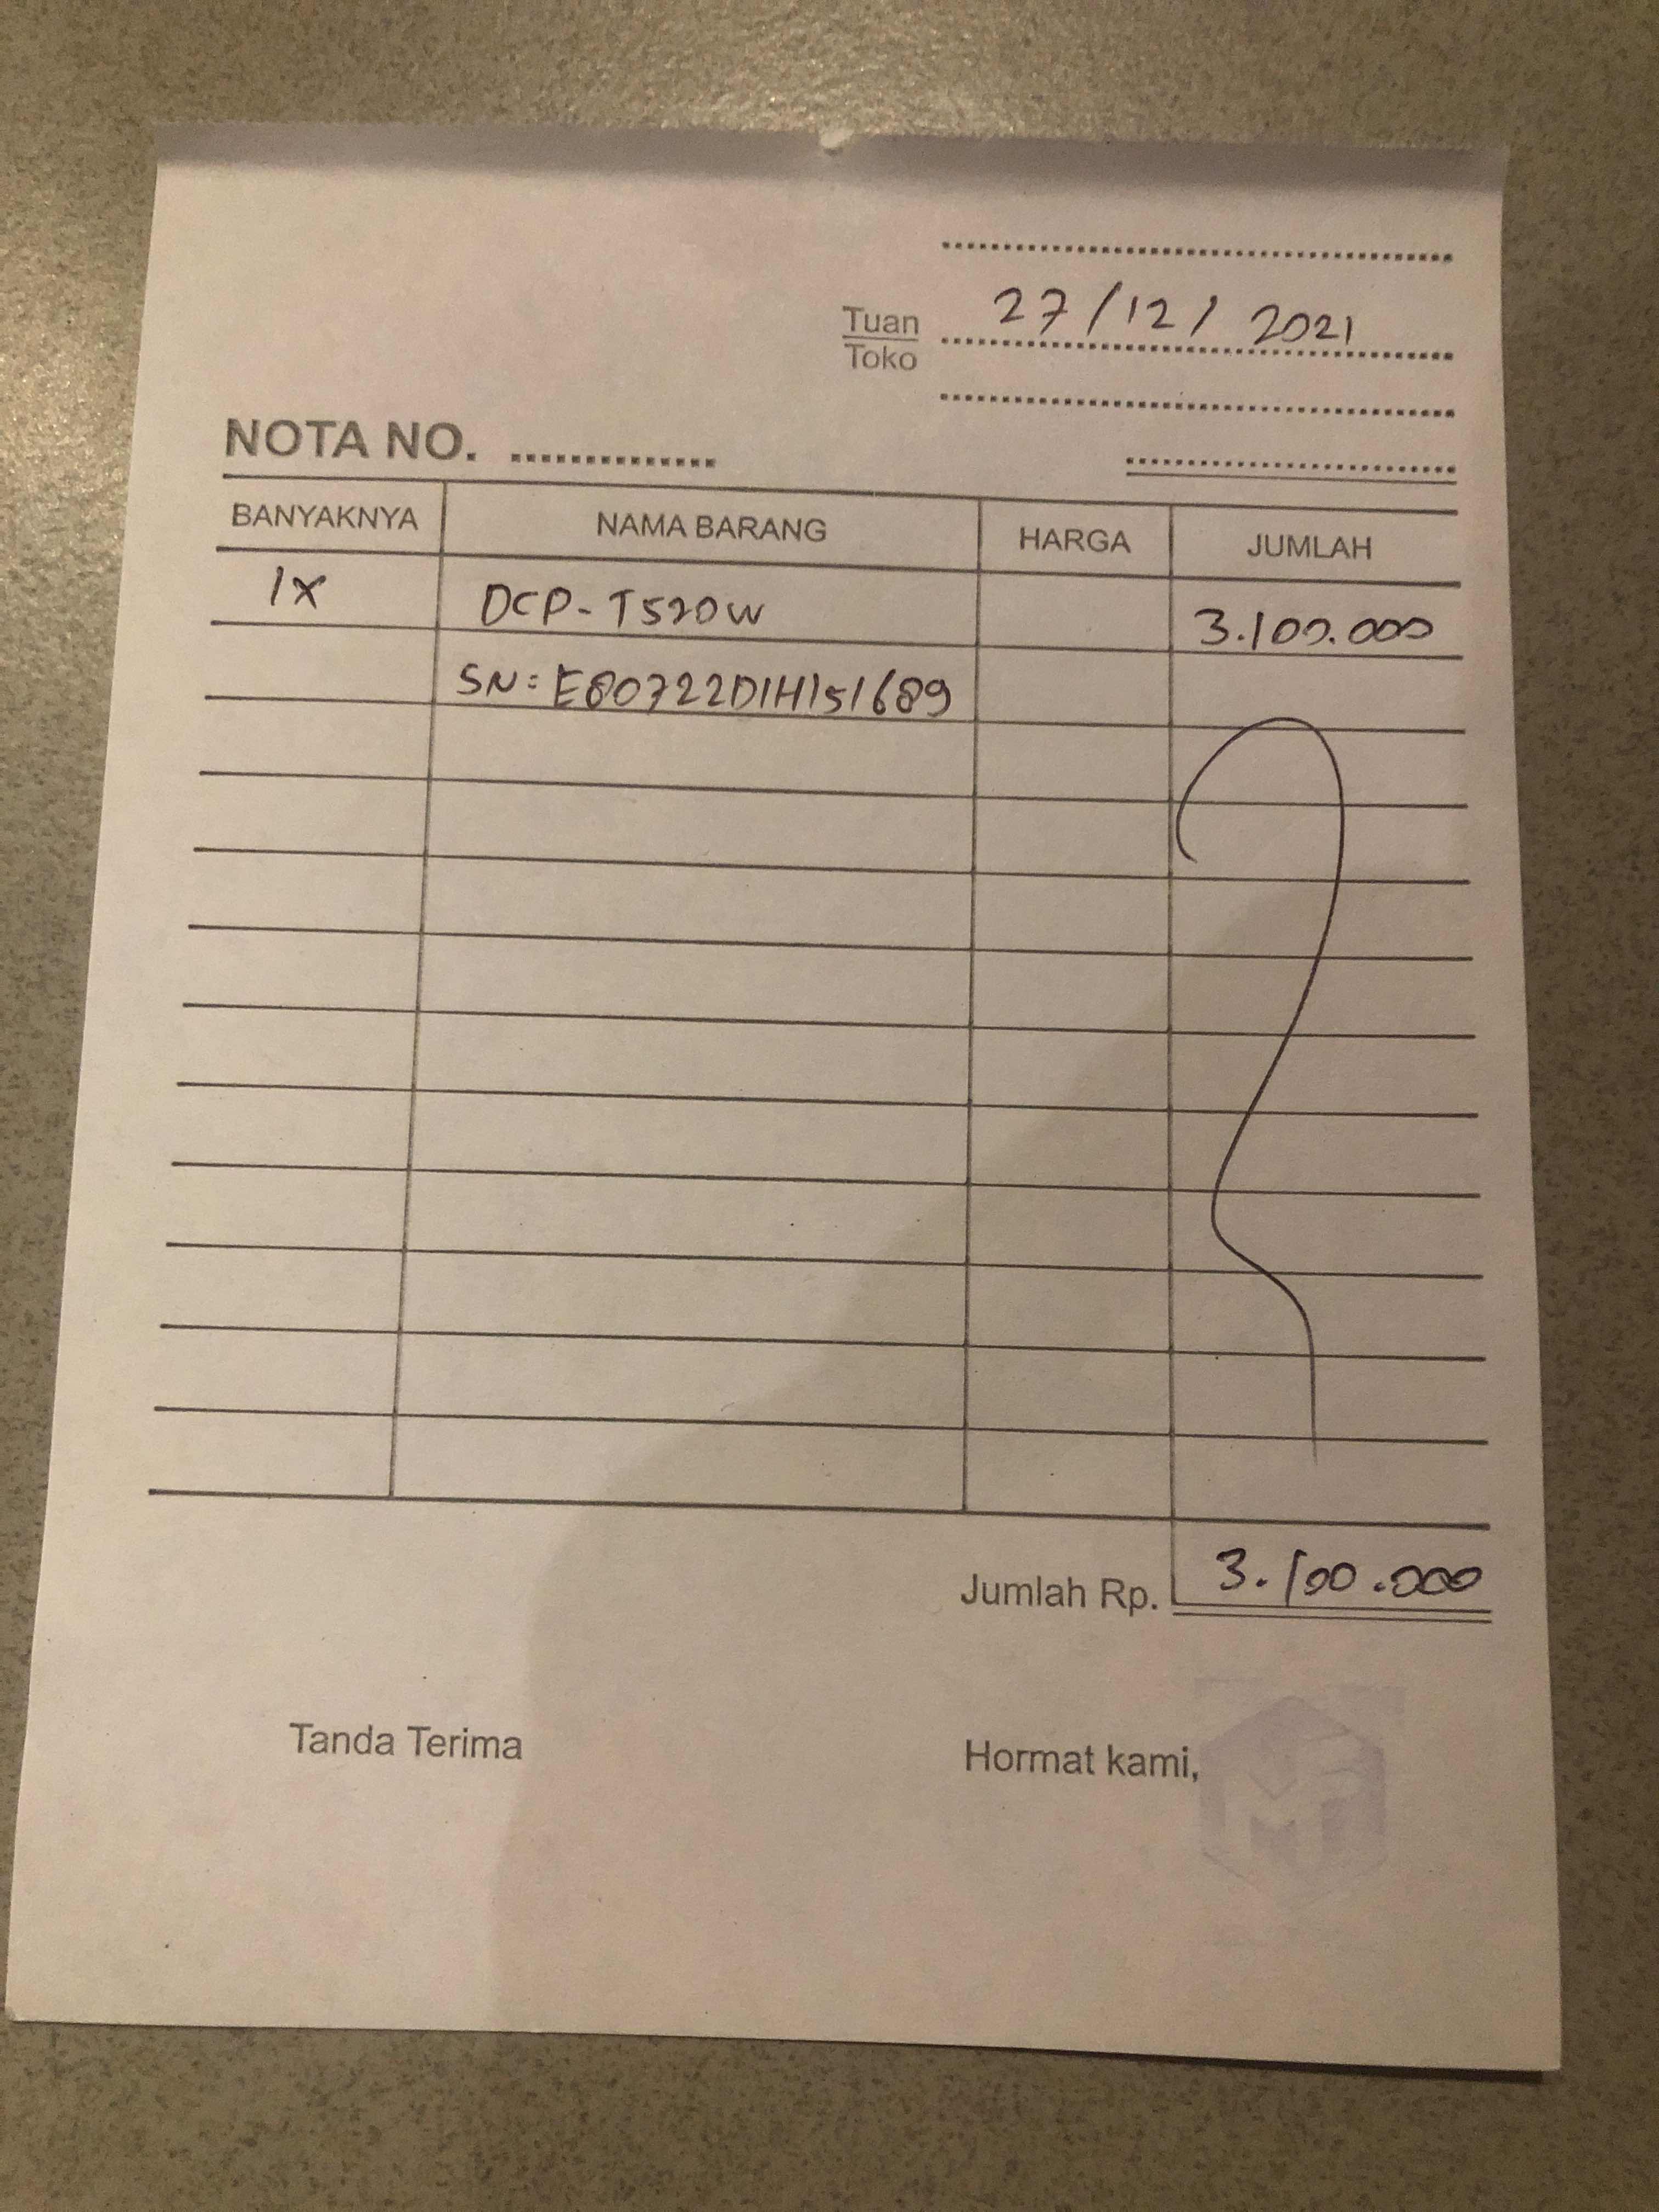 27/12/2021
Tuan
Toko
NOTA NO. ..............
BANYAKNYA NAMA BARANG HARGA JUMLAH
1X DCP-T520W 3.100.000
SN: E80722D1H151689
Jumlah Rp. 3.100.000
Tanda Terima Hormat kami,